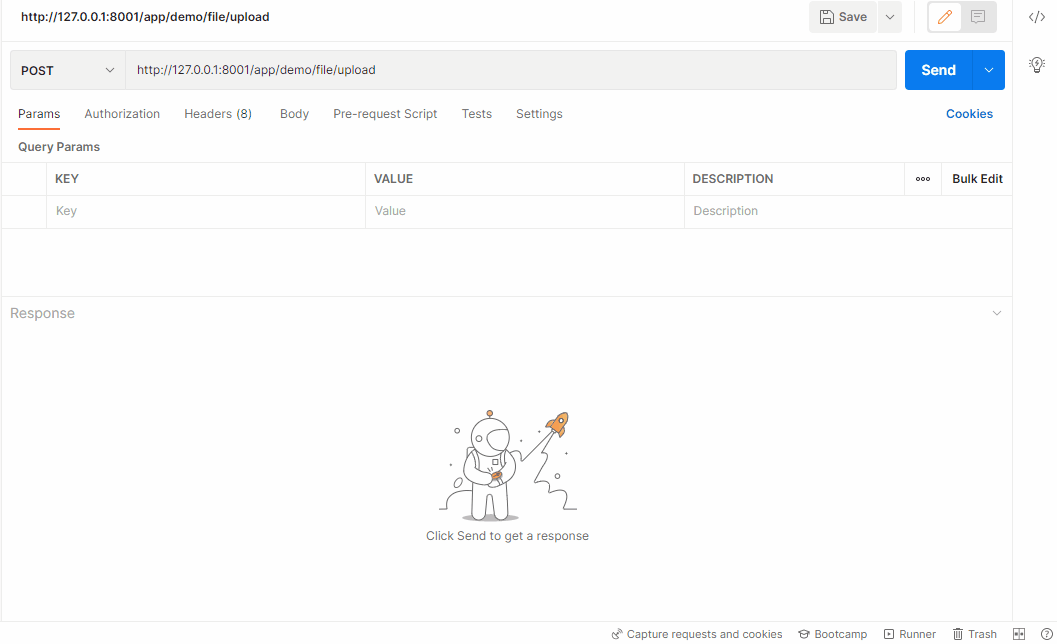 http://127.0.0.1:8001/app/demo/file/upload
Save
POST http://127.0.0.1:8001/app/demo/file/upload Send
Params Authorization Headers (8) Body Pre-request Script Tests Settings Cookies
Query Params
KEY VALUE DESCRIPTION Bulk Edit
Key Value Description
Response
Click Send to get a response
Capture requests and cookies Bootcamp Runner Trash